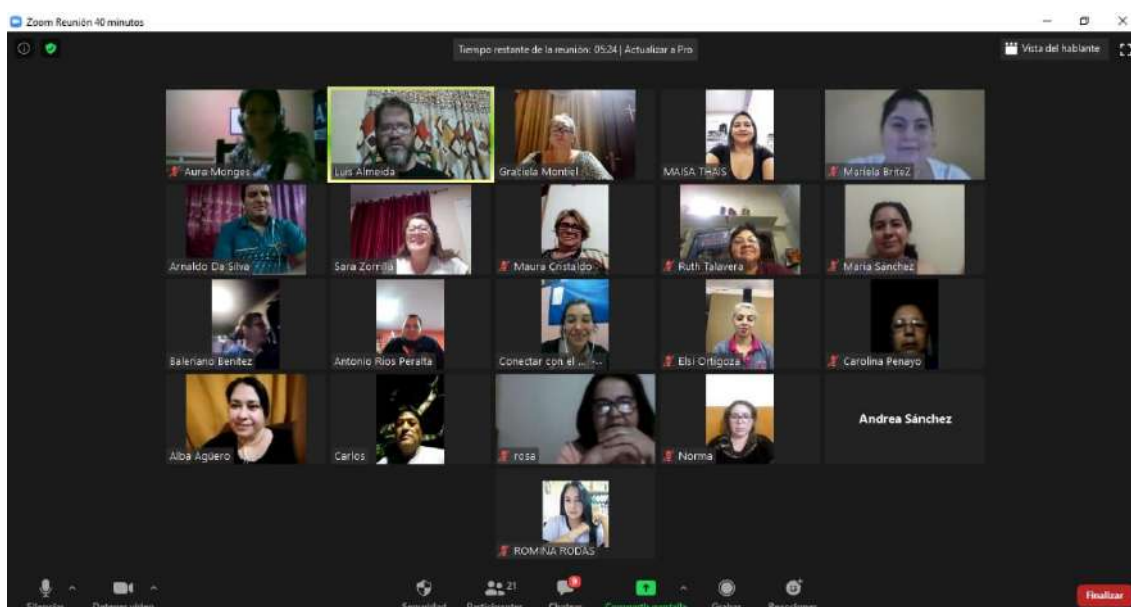 Zoom Reunión 40 minutos
Tiempo restante de la reunión: 05:24 | Actualizar a Pro
Vista del hablante
Aura Monges
Luis Almeida
Graciela Montiel
MAISA THAIS
Mariela BriteZ
Arnaldo Da Silva
Sara Zorrilla
Maura Cristaldo
Ruth Talavera
Maria Sánchez
Baleriano Benitez
Antonio Rios Peralta
Conectar con el ...
Elsi Ortigoza
Carolina Penayo
Alba Agüero
Carlos
rosa
Norma
Andrea Sánchez
ROMINA RODAS
21
Finalizar